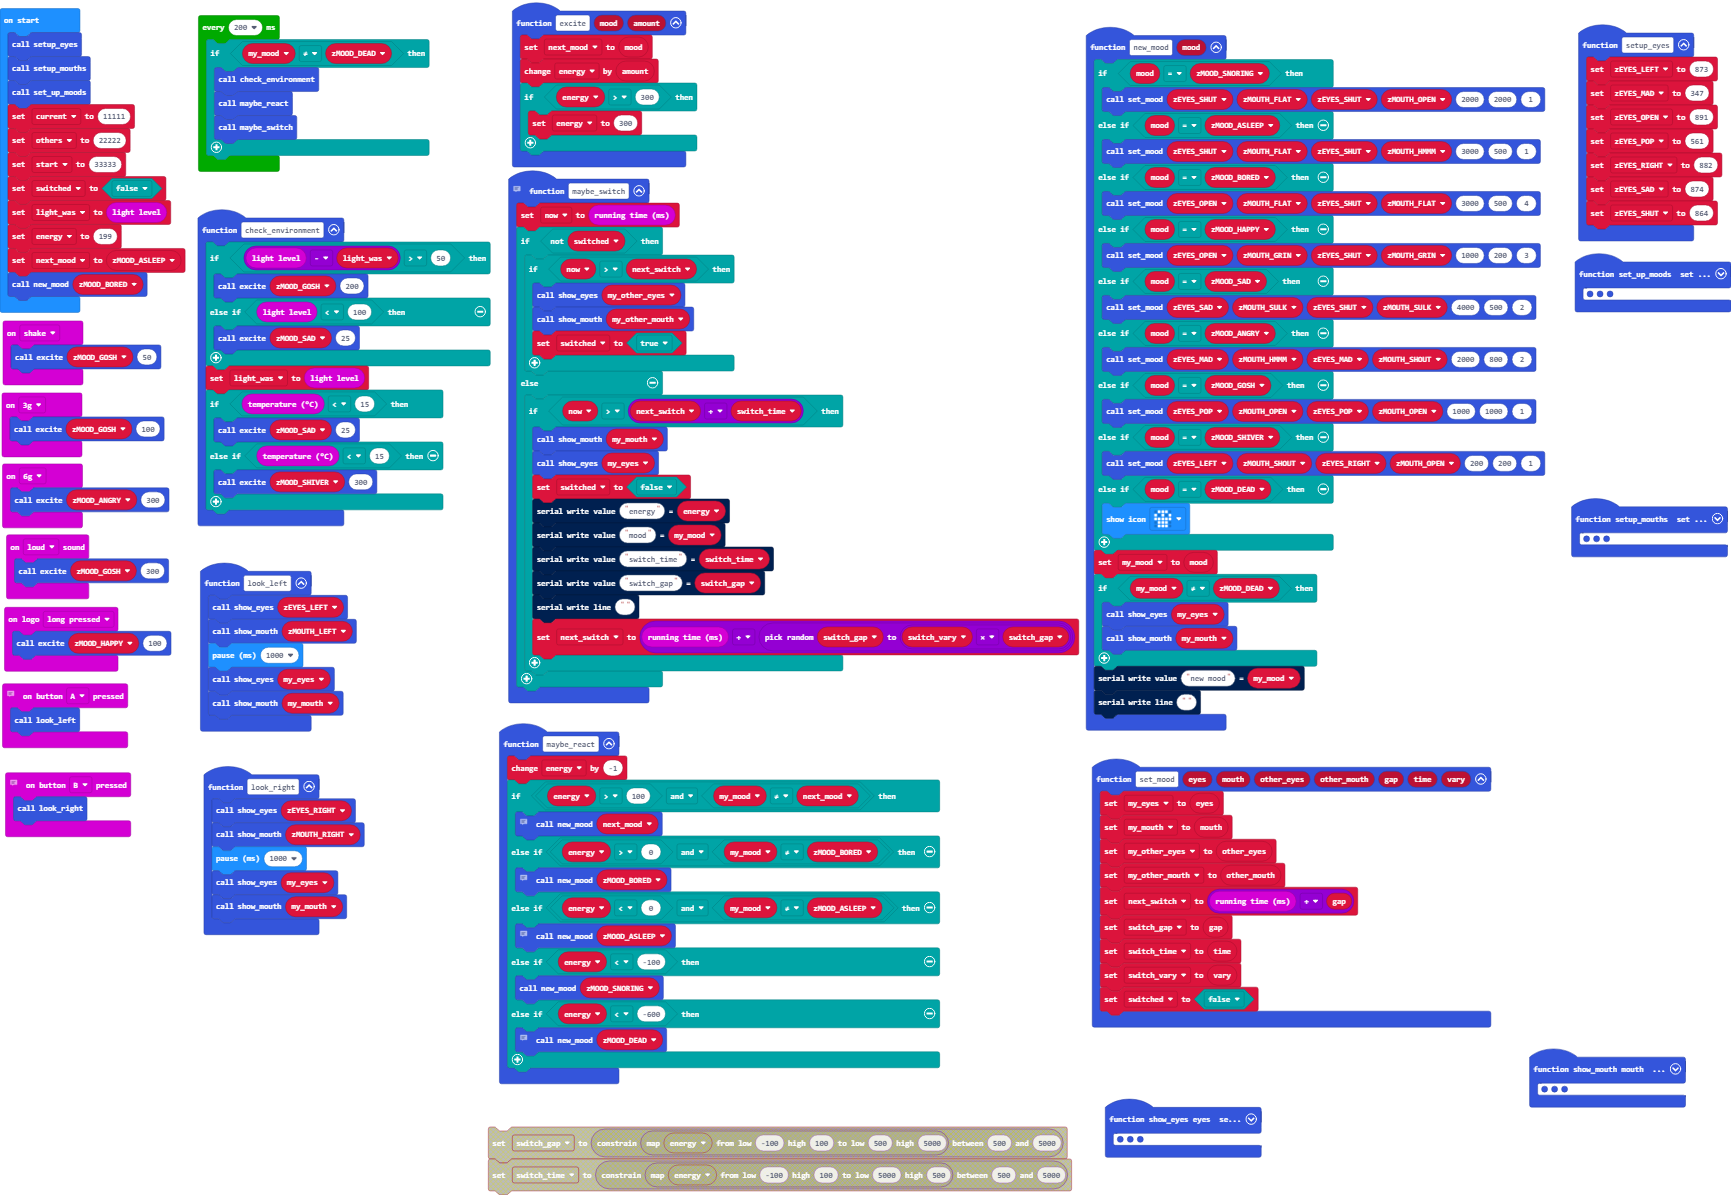 on start
call setup_eyes
call setup_mouths
call set_up_moods
set current to 11111
set others to 22222
set start to 33333
set switched to false
set light_was to light level
set energy to 199
set next_mood to zMOOD_ASLEEP
call new_mood zMOOD_BORED
on shake
call excite zMOOD_GOSH 50
on 3g
call excite zMOOD_GOSH 100
on 6g
call excite zMOOD_ANGRY 300
on loud sound
call excite zMOOD_GOSH 300
on logo long pressed
call excite zMOOD_HAPPY 100
on button A pressed
call look_left
on button B pressed
call look_right
every 200 ms
if my_mood ≠ zMOOD_DEAD then
call check_environment
call maybe_react
call maybe_switch
function check_environment
if light level - light_was > 50 then
call excite zMOOD_GOSH 200
else if light level < 100 then
call excite zMOOD_SAD 25
set light_was to light level
if temperature (°C) < 15 then
call excite zMOOD_SAD 25
else if temperature (°C) < 15 then
call excite zMOOD_SHIVER 300
function look_left
call show_eyes zEYES_LEFT
call show_mouth zMOUTH_LEFT
pause (ms) 1000
call show_eyes my_eyes
call show_mouth my_mouth
function look_right
call show_eyes zEYES_RIGHT
call show_mouth zMOUTH_RIGHT
pause (ms) 1000
call show_eyes my_eyes
call show_mouth my_mouth
function excite mood amount
set next_mood to mood
change energy by amount
if energy > 300 then
set energy to 300
function maybe_switch
set now to running time (ms)
if not switched then
if now > next_switch then
call show_eyes my_other_eyes
call show_mouth my_other_mouth
set switched to true
else
if now > next_switch + switch_time then
call show_mouth my_mouth
call show_eyes my_eyes
set switched to false
serial write value "energy" = energy
serial write value "mood" = my_mood
serial write value "switch_time" = switch_time
serial write value "switch_gap" = switch_gap
serial write line ""
set next_switch to running time (ms) + pick random switch_gap to switch_vary × switch_gap
function maybe_react
change energy by -1
if energy > 100 and my_mood ≠ next_mood then
call new_mood next_mood
else if energy > 0 and my_mood ≠ zMOOD_BORED then
call new_mood zMOOD_BORED
else if energy < 0 and my_mood ≠ zMOOD_ASLEEP then
call new_mood zMOOD_ASLEEP
else if energy < -100 then
call new_mood zMOOD_SNORING
else if energy < -600 then
call new_mood zMOOD_DEAD
set switch_gap to constrain map energy from low -100 high 100 to low 500 high 5000 between 500 and 5000
set switch_time to constrain map energy from low -100 high 100 to low 5000 high 500 between 500 and 5000
function new_mood mood
if mood = zMOOD_SNORING then
call set_mood zEYES_SHUT zMOUTH_FLAT zEYES_SHUT zMOUTH_OPEN 2000 2000 1
else if mood = zMOOD_ASLEEP then
call set_mood zEYES_SHUT zMOUTH_FLAT zEYES_SHUT zMOUTH_HMMM 3000 500 1
else if mood = zMOOD_BORED then
call set_mood zEYES_OPEN zMOUTH_FLAT zEYES_SHUT zMOUTH_FLAT 3000 500 4
else if mood = zMOOD_HAPPY then
call set_mood zEYES_OPEN zMOUTH_GRIN zEYES_SHUT zMOUTH_GRIN 1000 200 3
else if mood = zMOOD_SAD then
call set_mood zEYES_SAD zMOUTH_SULK zEYES_SHUT zMOUTH_SULK 4000 500 2
else if mood = zMOOD_ANGRY then
call set_mood zEYES_MAD zMOUTH_HMMM zEYES_MAD zMOUTH_SHOUT 2000 800 2
else if mood = zMOOD_GOSH then
call set_mood zEYES_POP zMOUTH_OPEN zEYES_POP zMOUTH_OPEN 1000 1000 1
else if mood = zMOOD_SHIVER then
call set_mood zEYES_LEFT zMOUTH_SHOUT zEYES_RIGHT zMOUTH_OPEN 200 200 1
else if mood = zMOOD_DEAD then
show icon
set my_mood to mood
if my_mood ≠ zMOOD_DEAD then
call show_eyes my_eyes
call show_mouth my_mouth
serial write value "new mood" = my_mood
serial write line ""
function set_mood eyes mouth other_eyes other_mouth gap time vary
set my_eyes to eyes
set my_mouth to mouth
set my_other_eyes to other_eyes
set my_other_mouth to other_mouth
set next_switch to running time (ms) + gap
set switch_gap to gap
set switch_time to time
set switch_vary to vary
set switched to false
function show_eyes eyes se...
function show_mouth mouth ...
function setup_eyes
set zEYES_LEFT to 873
set zEYES_MAD to 347
set zEYES_OPEN to 891
set zEYES_POP to 561
set zEYES_RIGHT to 882
set zEYES_SAD to 874
set zEYES_SHUT to 864
function set_up_moods set ...
function setup_mouths set ...